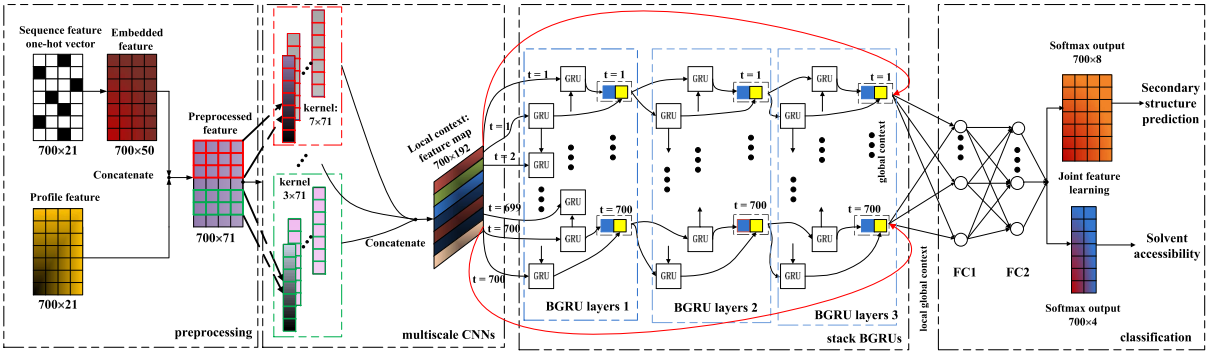 Sequence feature
one-hot vector
700×21
Embedded
feature
700×50
Concatenate
Profile feature
700×21
Preprocessed
feature
700×71
preprocessing
kernel:
7×71
kernel
3×71
Concatenate
Local context:
feature map
700×192
multiscale CNNs
t = 1
t = 1
t = 2
t = 699
t = 700
t = 700
GRU
GRU
GRU
GRU
GRU
GRU
t = 1
t = 700
BGRU layers 1
GRU
GRU
GRU
GRU
t = 1
t = 700
BGRU layers 2
GRU
GRU
GRU
GRU
t = 1
t = 700
BGRU layers 3
global context
stack BGRUs
local global context
FC1
FC2
Softmax output
700×8
Secondary
structure
prediction
Joint feature
learning
Solvent
accessibility
Softmax output
700×4
classification